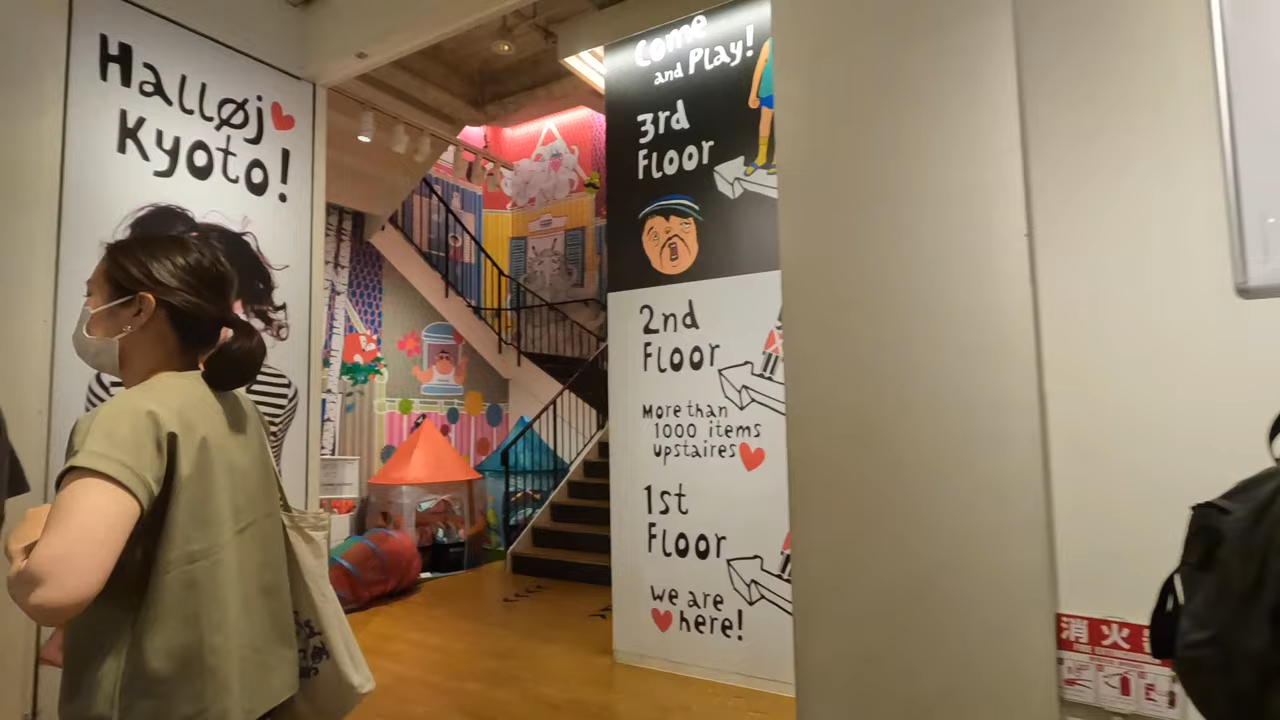 Halløj
Kyoto!
Come
and Play!
3rd
Floor
2nd
Floor
More than
1000 items
upstaires
1st
Floor
we are
here!
消火